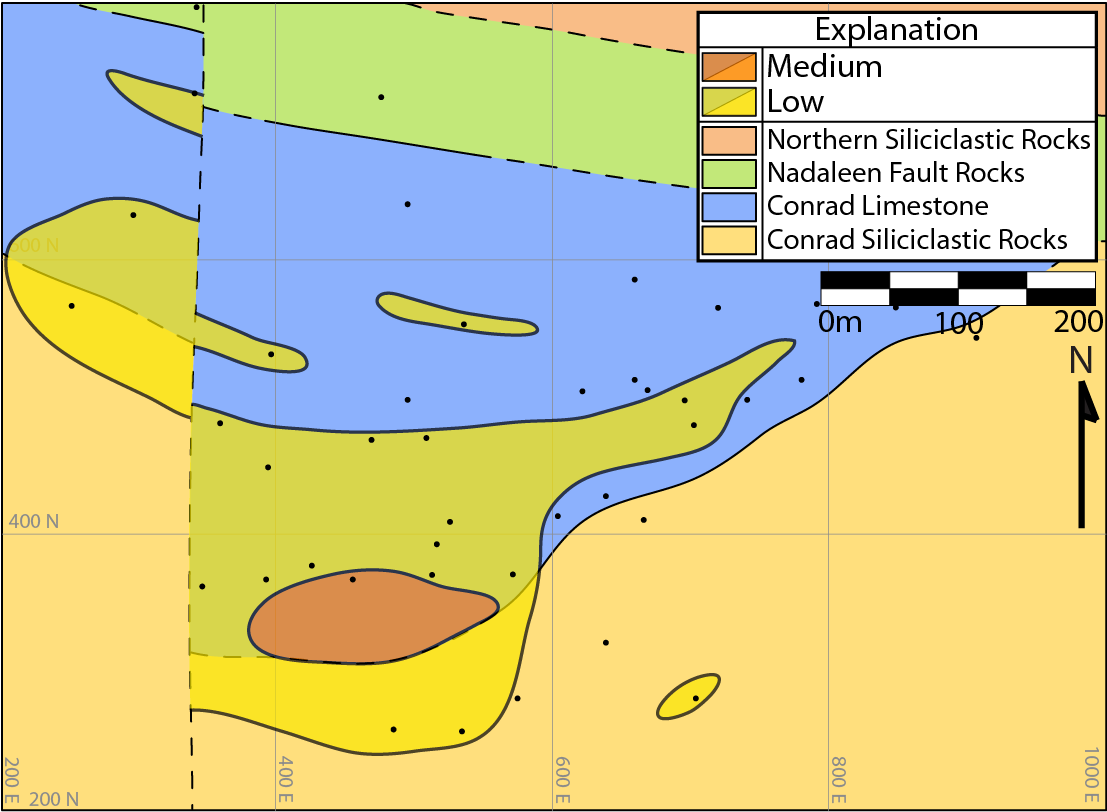 Explanation
Medium
Low
Northern Siliciclastic Rocks
Nadaleen Fault Rocks
Conrad Limestone
Conrad Siliciclastic Rocks
600 N
0m 100 200
N
400 N
200 E
400 E
600 E
800 E
1000 E
200 N